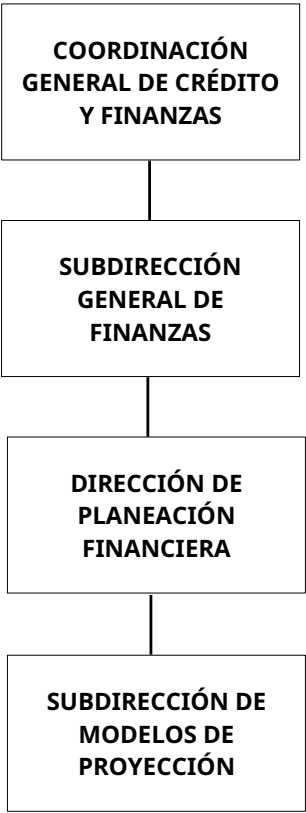 COORDINACIÓN
GENERAL DE CRÉDITO
Y FINANZAS
SUBDIRECCIÓN
GENERAL DE
FINANZAS
DIRECCIÓN DE
PLANEACIÓN
FINANCIERA
SUBDIRECCIÓN DE
MODELOS DE
PROYECCIÓN